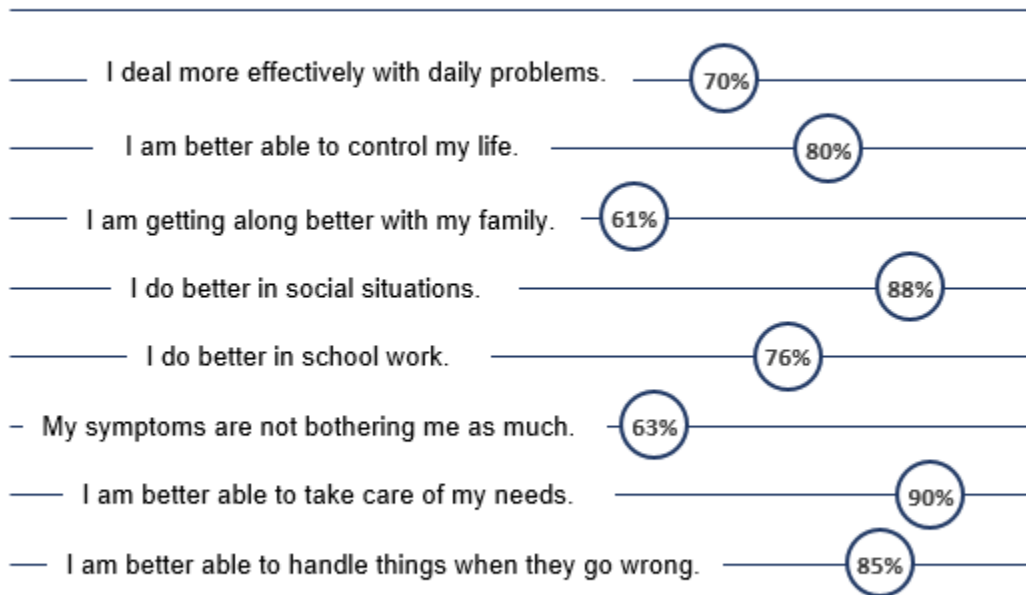 I deal more effectively with daily problems. 70%
I am better able to control my life. 80%
I am getting along better with my family. 61%
I do better in social situations. 88%
I do better in school work. 76%
My symptoms are not bothering me as much. 63%
I am better able to take care of my needs. 90%
I am better able to handle things when they go wrong. 85%